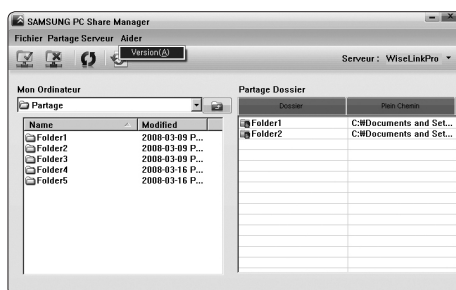 SAMSUNG PC Share Manager
Fichier Partage Serveur Aider
Version(A)
Serveur : WiseLinkPro
Mon Ordinateur
Partage
Name Modified
Folder1 2008-03-09 P...
Folder2 2008-03-09 P...
Folder3 2008-03-09 P...
Folder4 2008-03-16 P...
Folder5 2008-03-16 P...
Partage Dossier
Dossier Plein Chemin
Folder1 C:₩Documents and Set...
Folder2 C:₩Documents and Set...